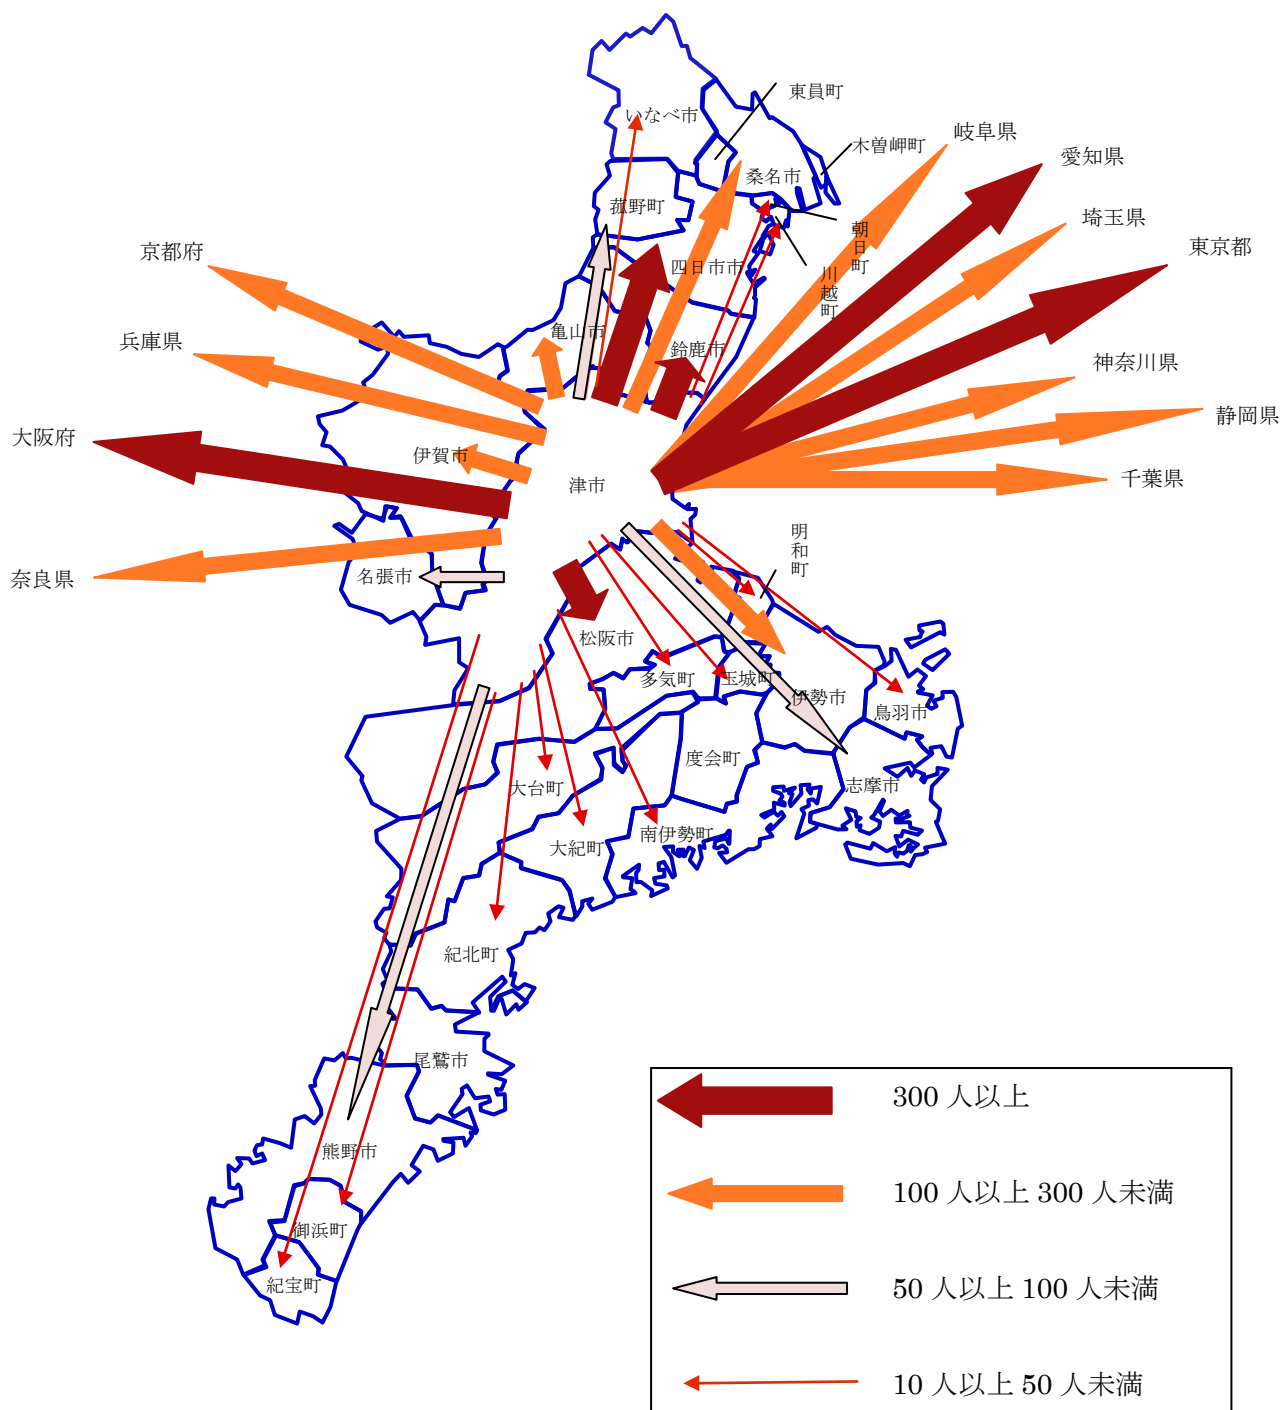 東員町
いなべ市
木曽岬町
岐阜県
愛知県
桑名市
菰野町
埼玉県
朝日町
京都府
東京都
四日市市
川越町
兵庫県
亀山市
鈴鹿市
神奈川県
静岡県
大阪府
伊賀市
津市
千葉県
明和町
奈良県
名張市
松阪市
多気町
玉城町
伊勢市
鳥羽市
度会町
志摩市
大台町
南伊勢町
大紀町
紀北町
尾鷲市
熊野市
御浜町
紀宝町
300 人以上
100 人以上 300 人未満
50 人以上 100 人未満
10 人以上 50 人未満